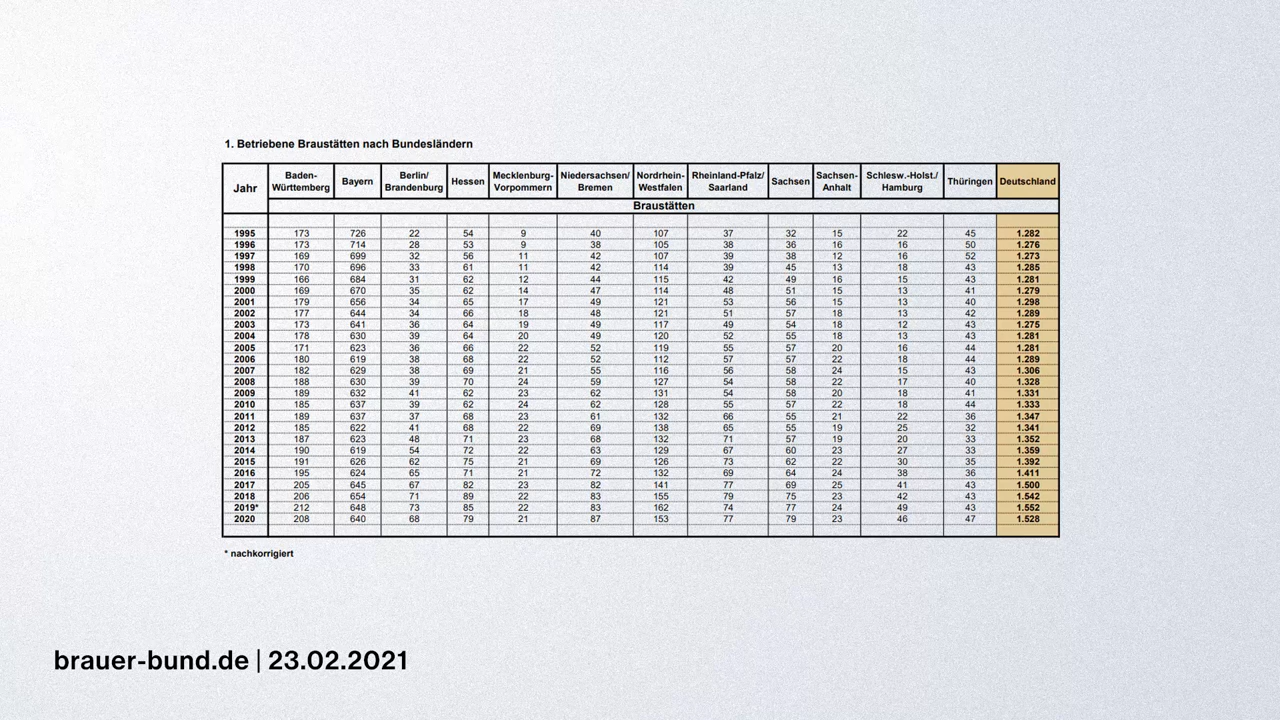 1. Betriebene Braustätten nach Bundesländern
Jahr Baden-Württemberg Bayern Berlin/Brandenburg Hessen Mecklenburg-Vorpommern Niedersachsen/Bremen Nordrhein-Westfalen Rheinland-Pfalz/Saarland Sachsen Sachsen-Anhalt Schlesw.-Holst./Hamburg Thüringen Deutschland
Braustätten
1995 173 726 22 54 9 40 107 37 32 15 22 45 1.282
1996 173 714 28 53 9 38 105 38 36 16 16 50 1.276
1997 169 699 32 56 11 42 107 39 38 12 16 52 1.273
1998 170 696 33 61 11 42 114 39 45 13 18 43 1.285
1999 166 684 31 62 12 44 115 42 49 16 15 43 1.281
2000 169 670 35 62 14 47 114 48 51 15 13 41 1.279
2001 179 656 34 65 17 49 121 53 56 15 13 40 1.298
2002 177 644 34 66 18 48 121 51 57 18 13 42 1.289
2003 173 641 36 64 19 49 117 49 54 18 12 43 1.275
2004 178 630 39 64 20 49 120 52 55 18 13 43 1.281
2005 171 623 36 66 22 52 119 55 57 20 16 44 1.281
2006 180 619 38 68 22 52 112 57 57 22 18 44 1.289
2007 182 629 38 69 21 55 116 56 58 24 15 43 1.306
2008 188 630 39 70 24 59 127 54 58 22 17 40 1.328
2009 189 632 41 62 23 62 131 54 58 20 18 41 1.331
2010 185 637 39 62 24 62 128 55 57 22 18 44 1.333
2011 189 637 37 68 23 61 132 66 55 21 22 36 1.347
2012 185 622 41 68 22 69 138 65 55 19 25 32 1.341
2013 187 623 48 71 23 68 132 71 57 19 20 33 1.352
2014 190 619 54 72 22 63 129 67 60 23 27 33 1.359
2015 191 626 62 75 21 69 126 73 62 22 30 35 1.392
2016 195 624 65 71 21 72 132 69 64 24 38 36 1.411
2017 205 645 67 82 23 82 141 77 69 25 41 43 1.500
2018 206 654 71 89 22 83 155 79 75 23 42 43 1.542
2019* 212 648 73 85 22 83 162 74 77 24 49 43 1.552
2020 208 640 68 79 21 87 153 77 79 23 46 47 1.528
* nachkorrigiert
brauer-bund.de | 23.02.2021